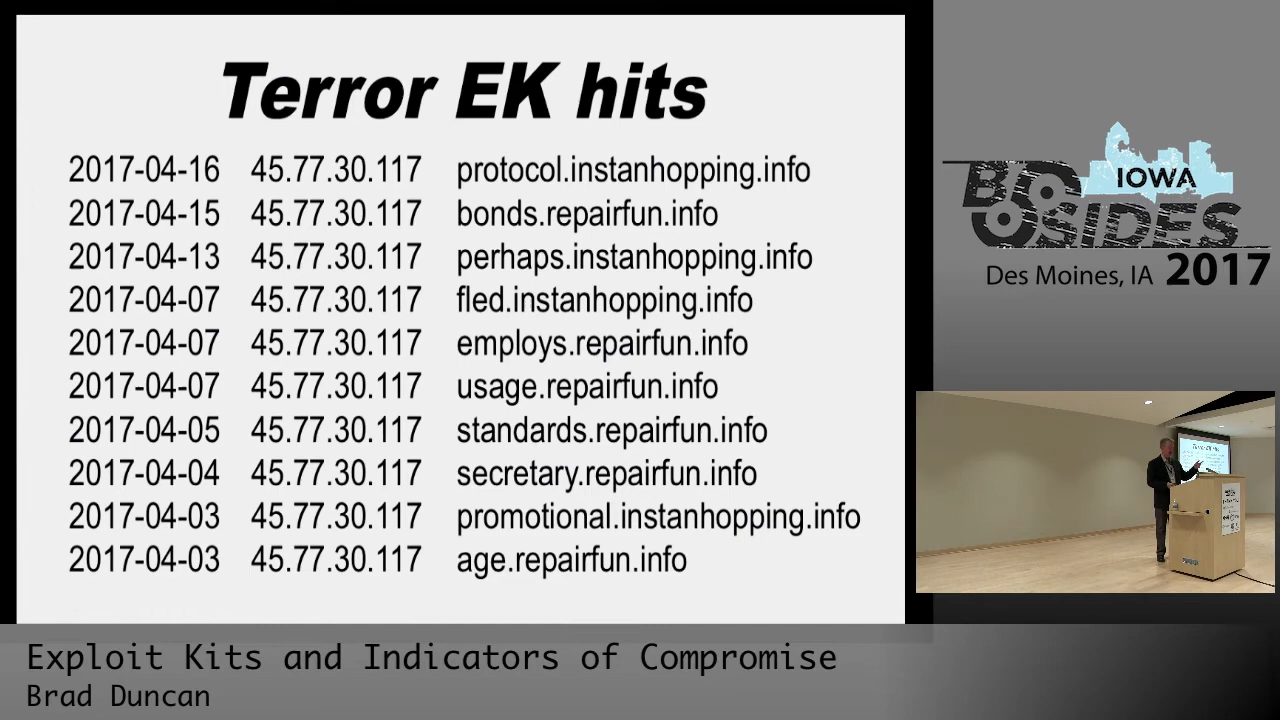 Terror EK hits
2017-04-16 45.77.30.117 protocol.instanhopping.info
2017-04-15 45.77.30.117 bonds.repairfun.info
2017-04-13 45.77.30.117 perhaps.instanhopping.info
2017-04-07 45.77.30.117 fled.instanhopping.info
2017-04-07 45.77.30.117 employs.repairfun.info
2017-04-07 45.77.30.117 usage.repairfun.info
2017-04-05 45.77.30.117 standards.repairfun.info
2017-04-04 45.77.30.117 secretary.repairfun.info
2017-04-03 45.77.30.117 promotional.instanhopping.info
2017-04-03 45.77.30.117 age.repairfun.info
IOWA
BSIDES
Des Moines, IA 2017
Terror EK hits
Exploit Kits and Indicators of Compromise
Brad Duncan